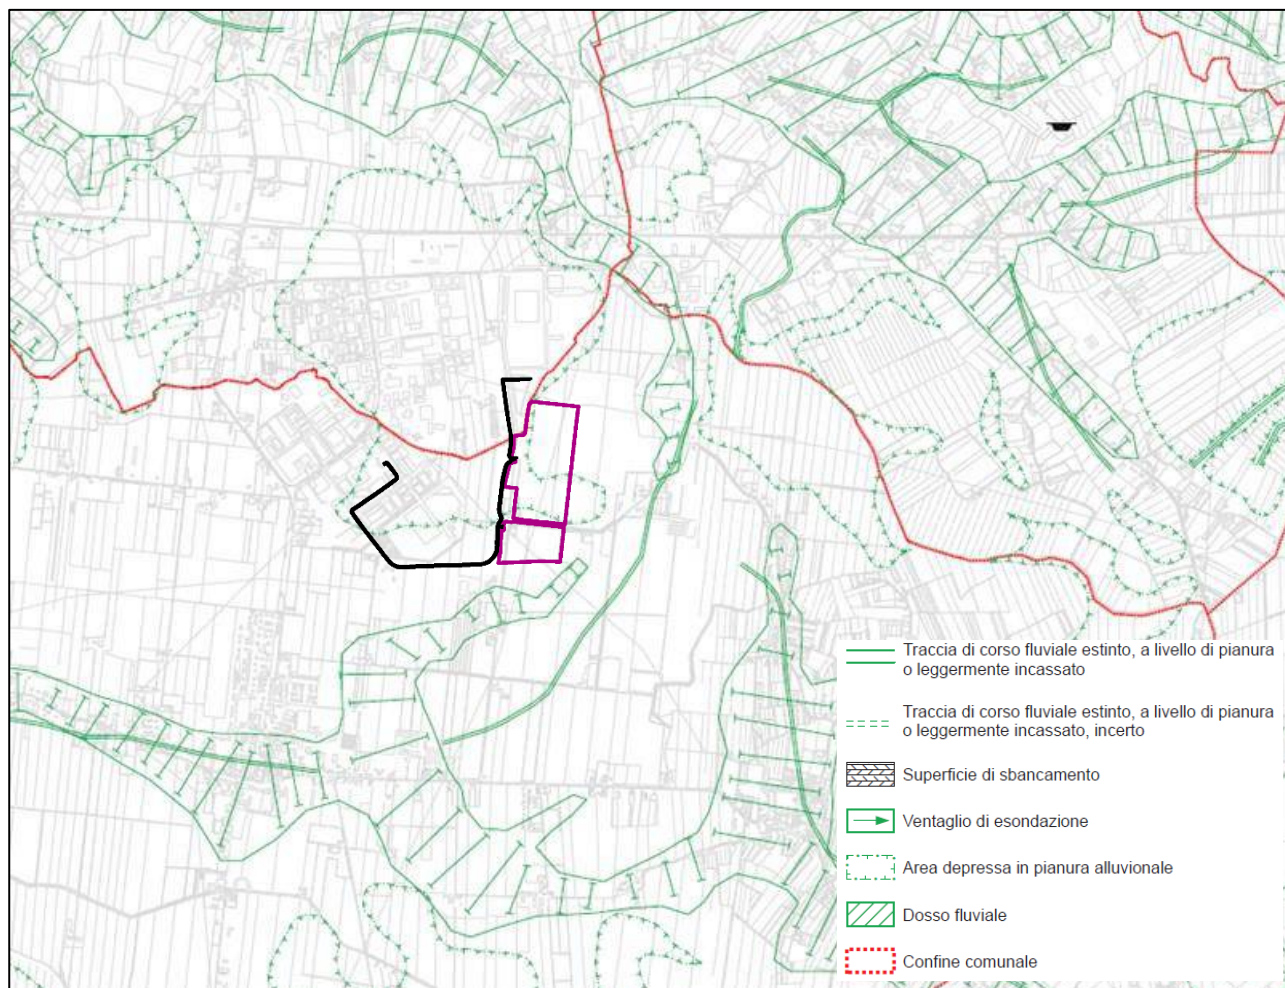 Traccia di corso fluviale estinto, a livello di pianura
o leggermente incassato
Traccia di corso fluviale estinto, a livello di pianura
o leggermente incassato, incerto
Superficie di sbancamento
Ventaglio di esondazione
Area depressa in pianura alluvionale
Dosso fluviale
Confine comunale